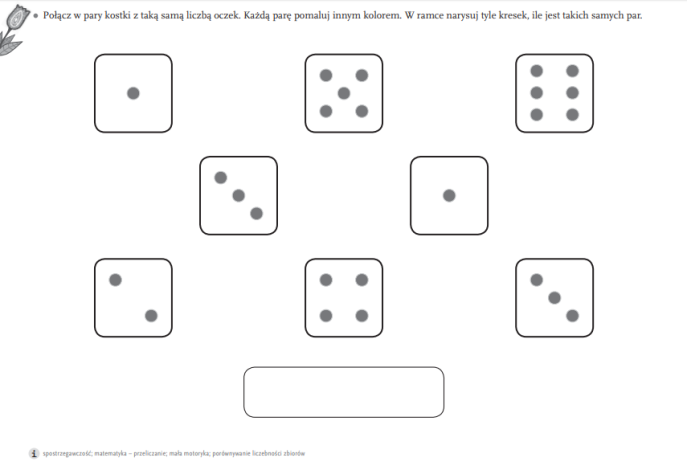 Połącz w pary kostki z taką samą liczbą oczek. Każdą parę pomaluj innym kolorem. W ramce narysuj tyle kresek, ile jest takich samych par.
i spostrzegawczość; matematyka – przeliczanie; mała motoryka; porównywanie liczebności zbiorów